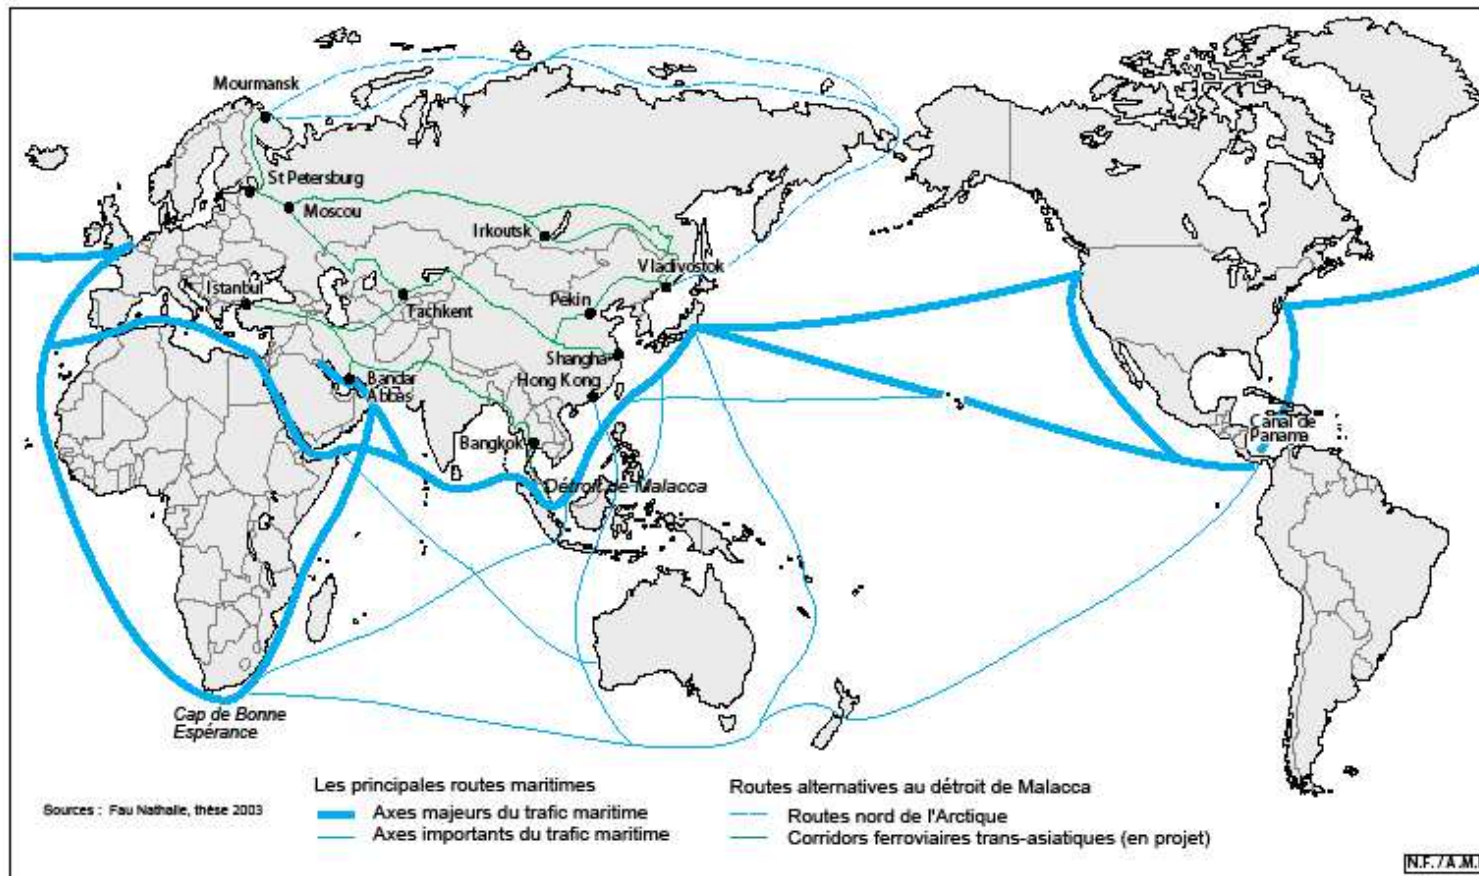 Mourmansk
St Petersburg
Moscou
Irkoutsk
Vladivostok
Istanbul
Tachkent
Pékin
Shangha
Hong Kong
Bandar
Abbas
Bangkok
Détroit de Malacca
Canal de
Panama
Cap de Bonne
Espérance
Les principales routes maritimes
Axes majeurs du trafic maritime
Axes importants du trafic maritime
Routes alternatives au détroit de Malacca
Routes nord de l'Arctique
Corridors ferroviaires trans-asiatiques (en projet)
Sources : Fau Nathalie, thèse 2003
N.F. / A.M.